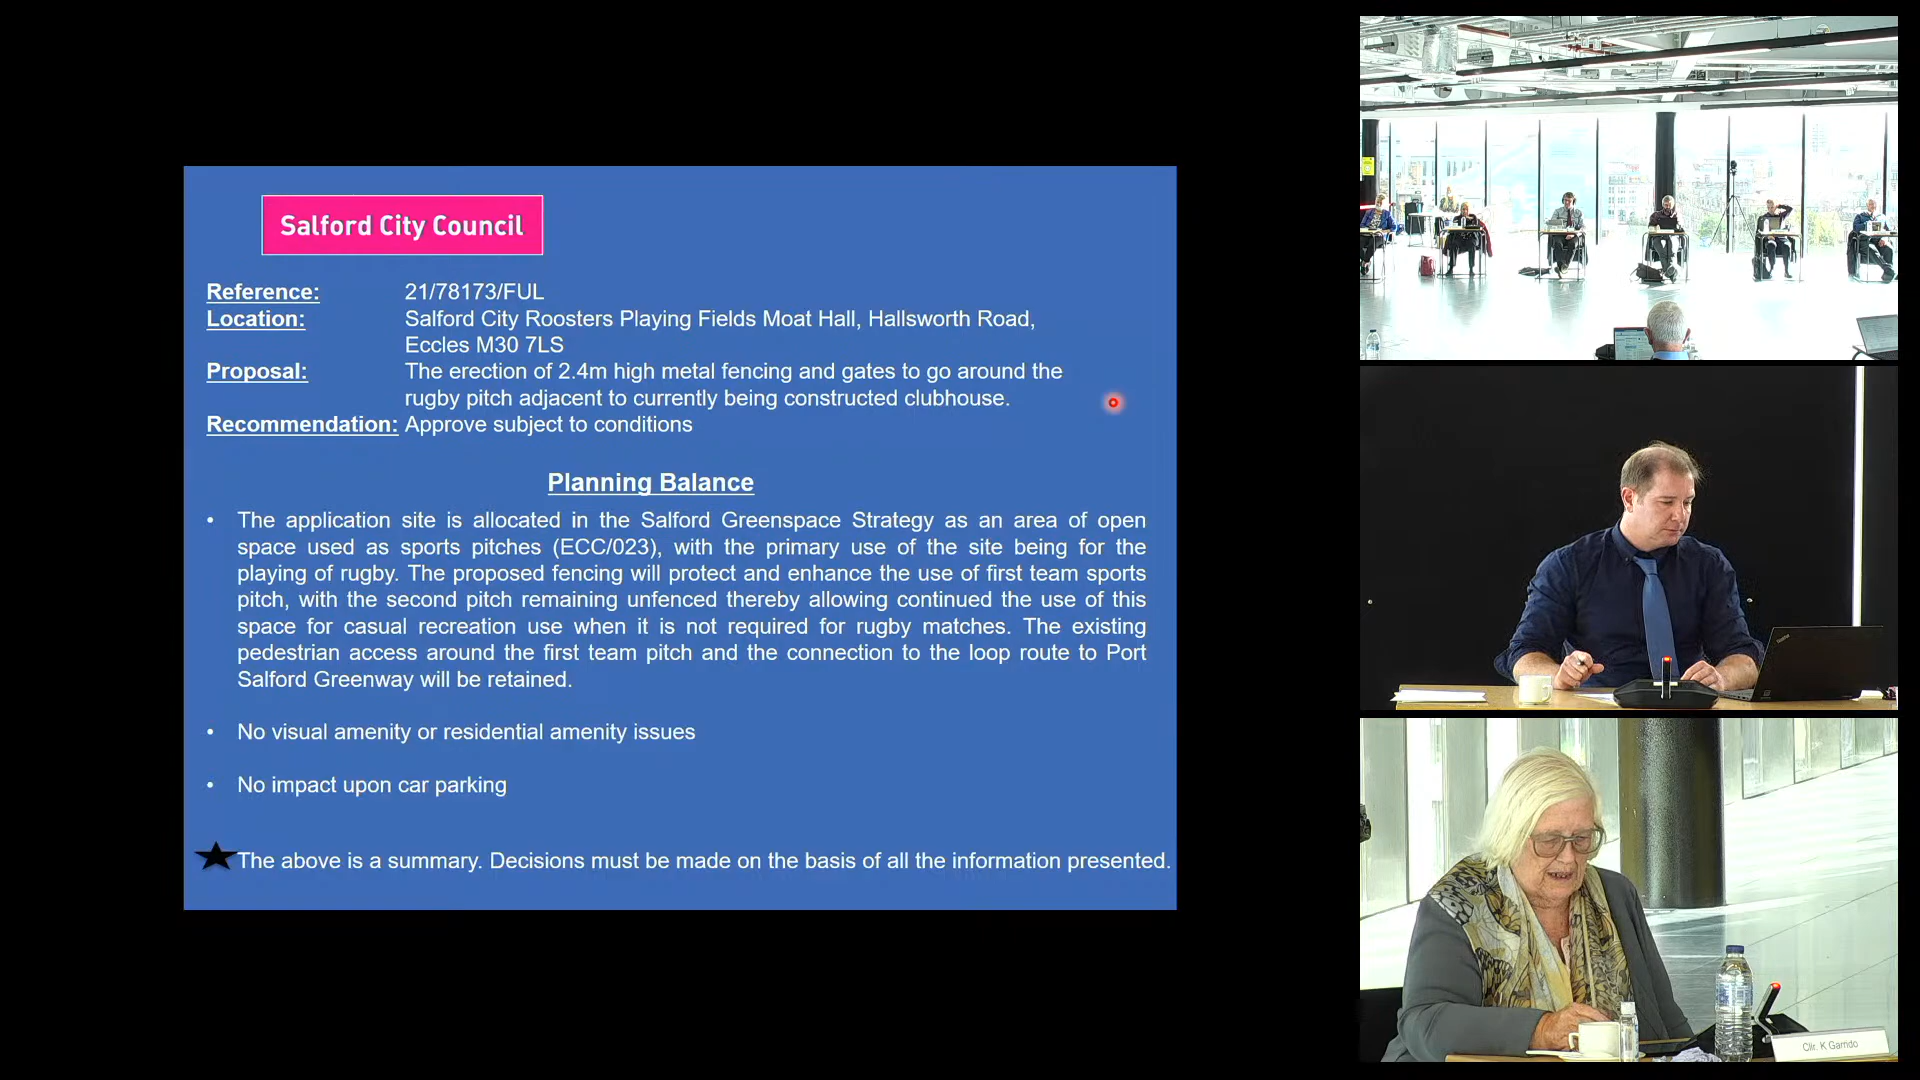 Salford City Council
Reference: 21/78173/FUL
Location: Salford City Roosters Playing Fields Moat Hall, Hallsworth Road,
Eccles M30 7LS
Proposal: The erection of 2.4m high metal fencing and gates to go around the
rugby pitch adjacent to currently being constructed clubhouse.
Recommendation: Approve subject to conditions
Planning Balance
• The application site is allocated in the Salford Greenspace Strategy as an area of open
space used as sports pitches (ECC/023), with the primary use of the site being for the
playing of rugby. The proposed fencing will protect and enhance the use of first team sports
pitch, with the second pitch remaining unfenced thereby allowing continued the use of this
space for casual recreation use when it is not required for rugby matches. The existing
pedestrian access around the first team pitch and the connection to the loop route to Port
Salford Greenway will be retained.
• No visual amenity or residential amenity issues
• No impact upon car parking
The above is a summary. Decisions must be made on the basis of all the information presented.
Cllr. K Garrido